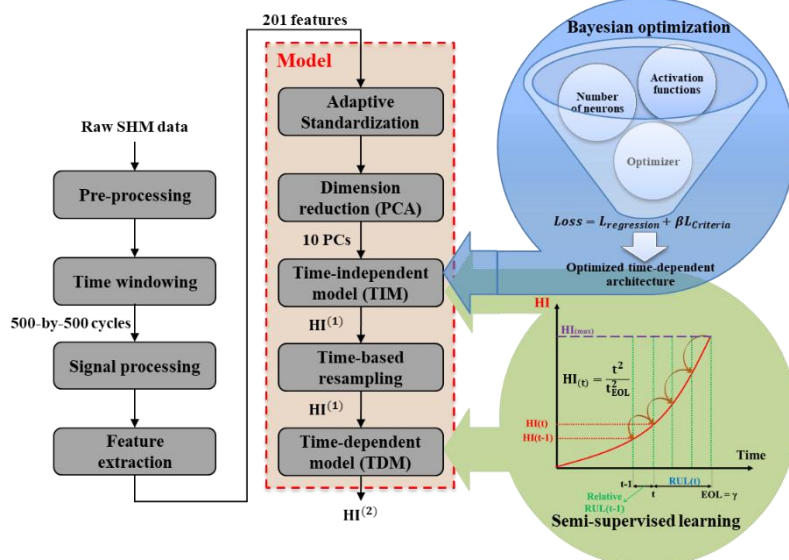 201 features
Model
Raw SHM data
Pre-processing
Time windowing
500-by-500 cycles
Signal processing
Feature
extraction
Adaptive
Standardization
Dimension
reduction (PCA)
10 PCs
Time-independent
model (TIM)
HI⁽¹⁾
Time-based
resampling
HI⁽¹⁾
Time-dependent
model (TDM)
HI⁽²⁾
Bayesian optimization
Number
of neurons
Activation
functions
Optimizer
Loss = L_regression + βL_Criteria
Optimized time-dependent
architecture
HI
HI(max)
HI(t) = t² / t²EOL
HI(t)
HI(t-1)
Time
t-1
t
RUL(t)
EOL = γ
Relative
RUL(t-1)
Semi-supervised learning